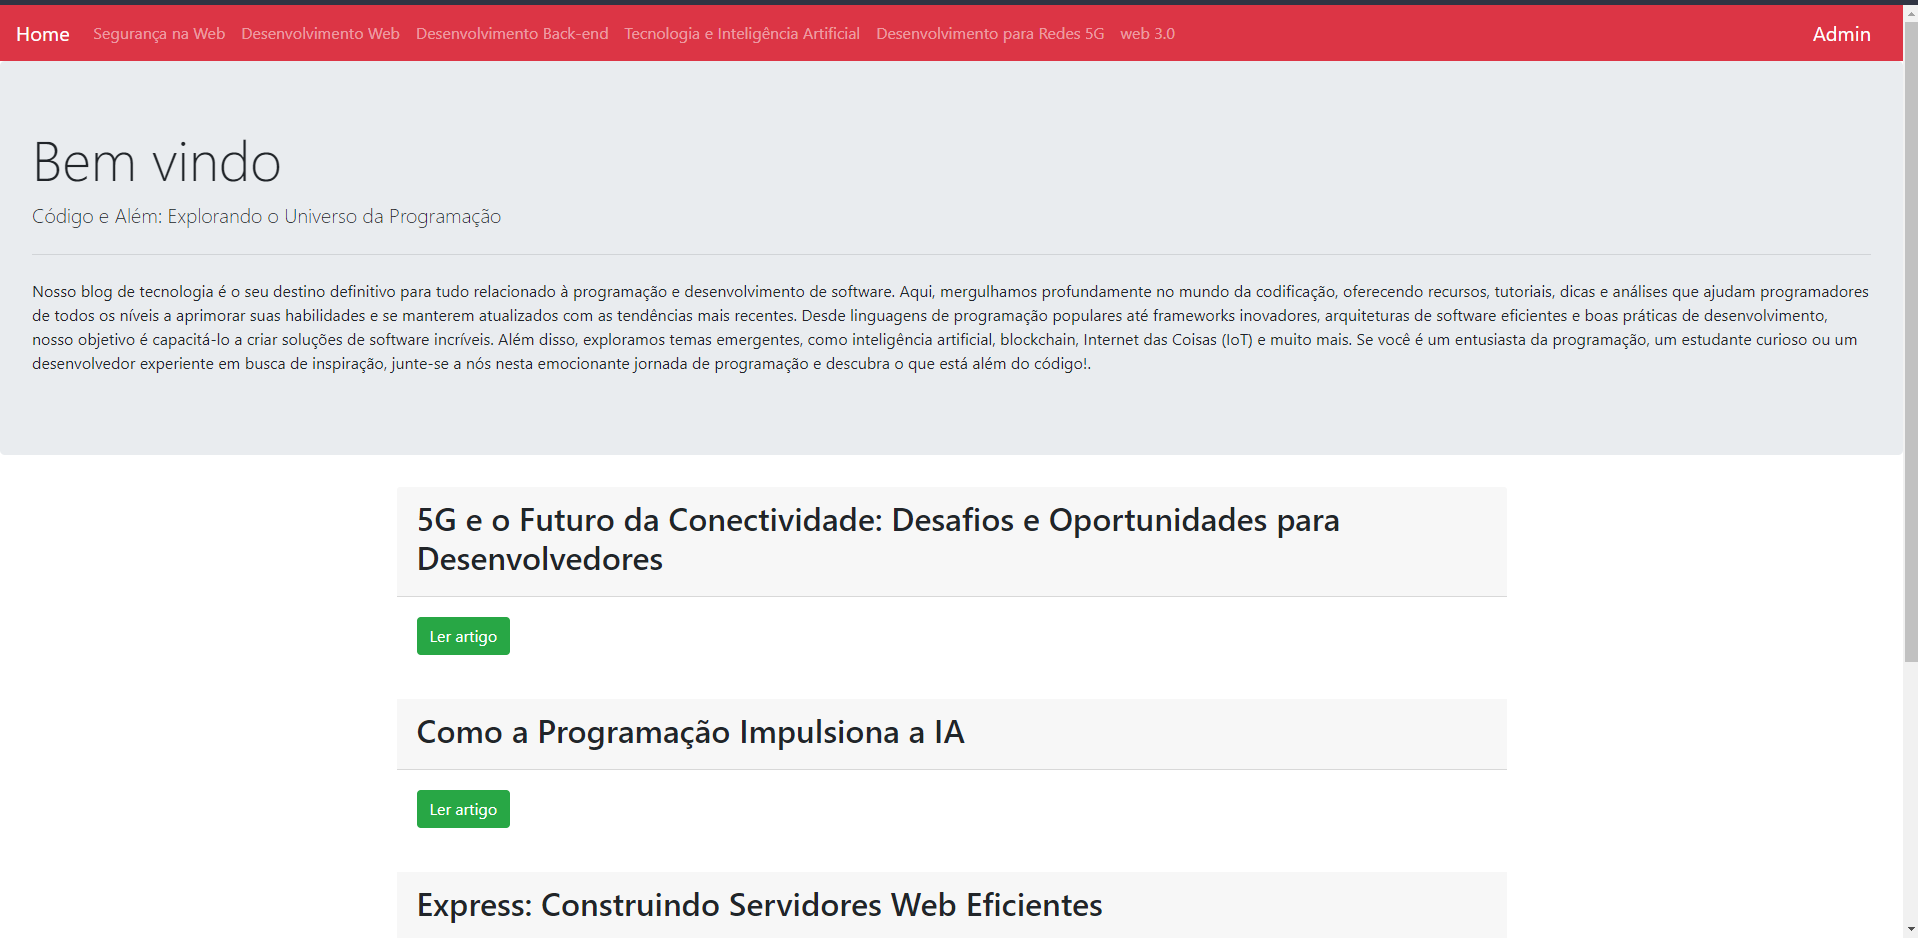 Home Segurança na Web Desenvolvimento Web Desenvolvimento Back-end Tecnologia e Inteligência Artificial Desenvolvimento para Redes 5G web 3.0 Admin
Bem vindo
Código e Além: Explorando o Universo da Programação
Nosso blog de tecnologia é o seu destino definitivo para tudo relacionado à programação e desenvolvimento de software. Aqui, mergulhamos profundamente no mundo da codificação, oferecendo recursos, tutoriais, dicas e análises que ajudam programadores
de todos os níveis a aprimorar suas habilidades e se manterem atualizados com as tendências mais recentes. Desde linguagens de programação populares até frameworks inovadores, arquiteturas de software eficientes e boas práticas de desenvolvimento,
nosso objetivo é capacitá-lo a criar soluções de software incríveis. Além disso, exploramos temas emergentes, como inteligência artificial, blockchain, Internet das Coisas (IoT) e muito mais. Se você é um entusiasta da programação, um estudante curioso ou um
desenvolvedor experiente em busca de inspiração, junte-se a nós nesta emocionante jornada de programação e descubra o que está além do código!.
5G e o Futuro da Conectividade: Desafios e Oportunidades para
Desenvolvedores
Ler artigo
Como a Programação Impulsiona a IA
Ler artigo
Express: Construindo Servidores Web Eficientes